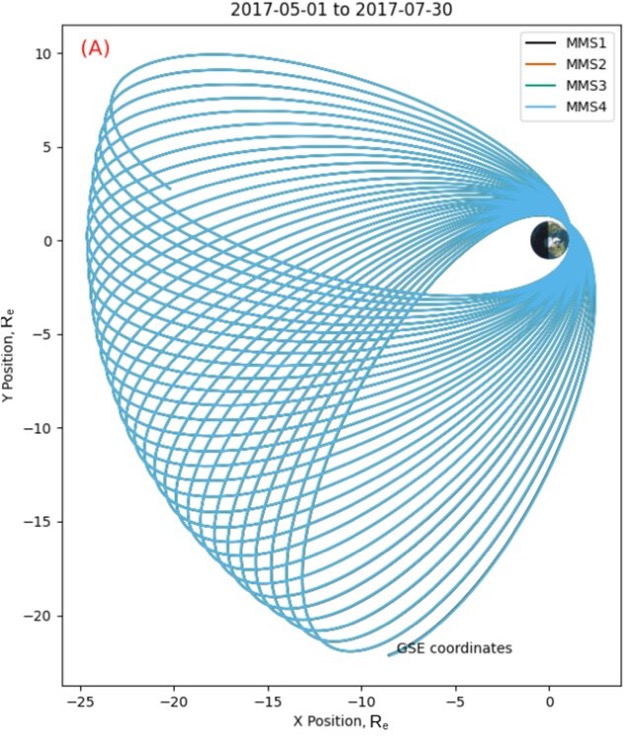 2017-05-01 to 2017-07-30
(A)
MMS1
MMS2
MMS3
MMS4
10
5
0
−5
−10
−15
−20
Y Position, Re
GSE coordinates
−25 −20 −15 −10 −5 0
X Position, Re